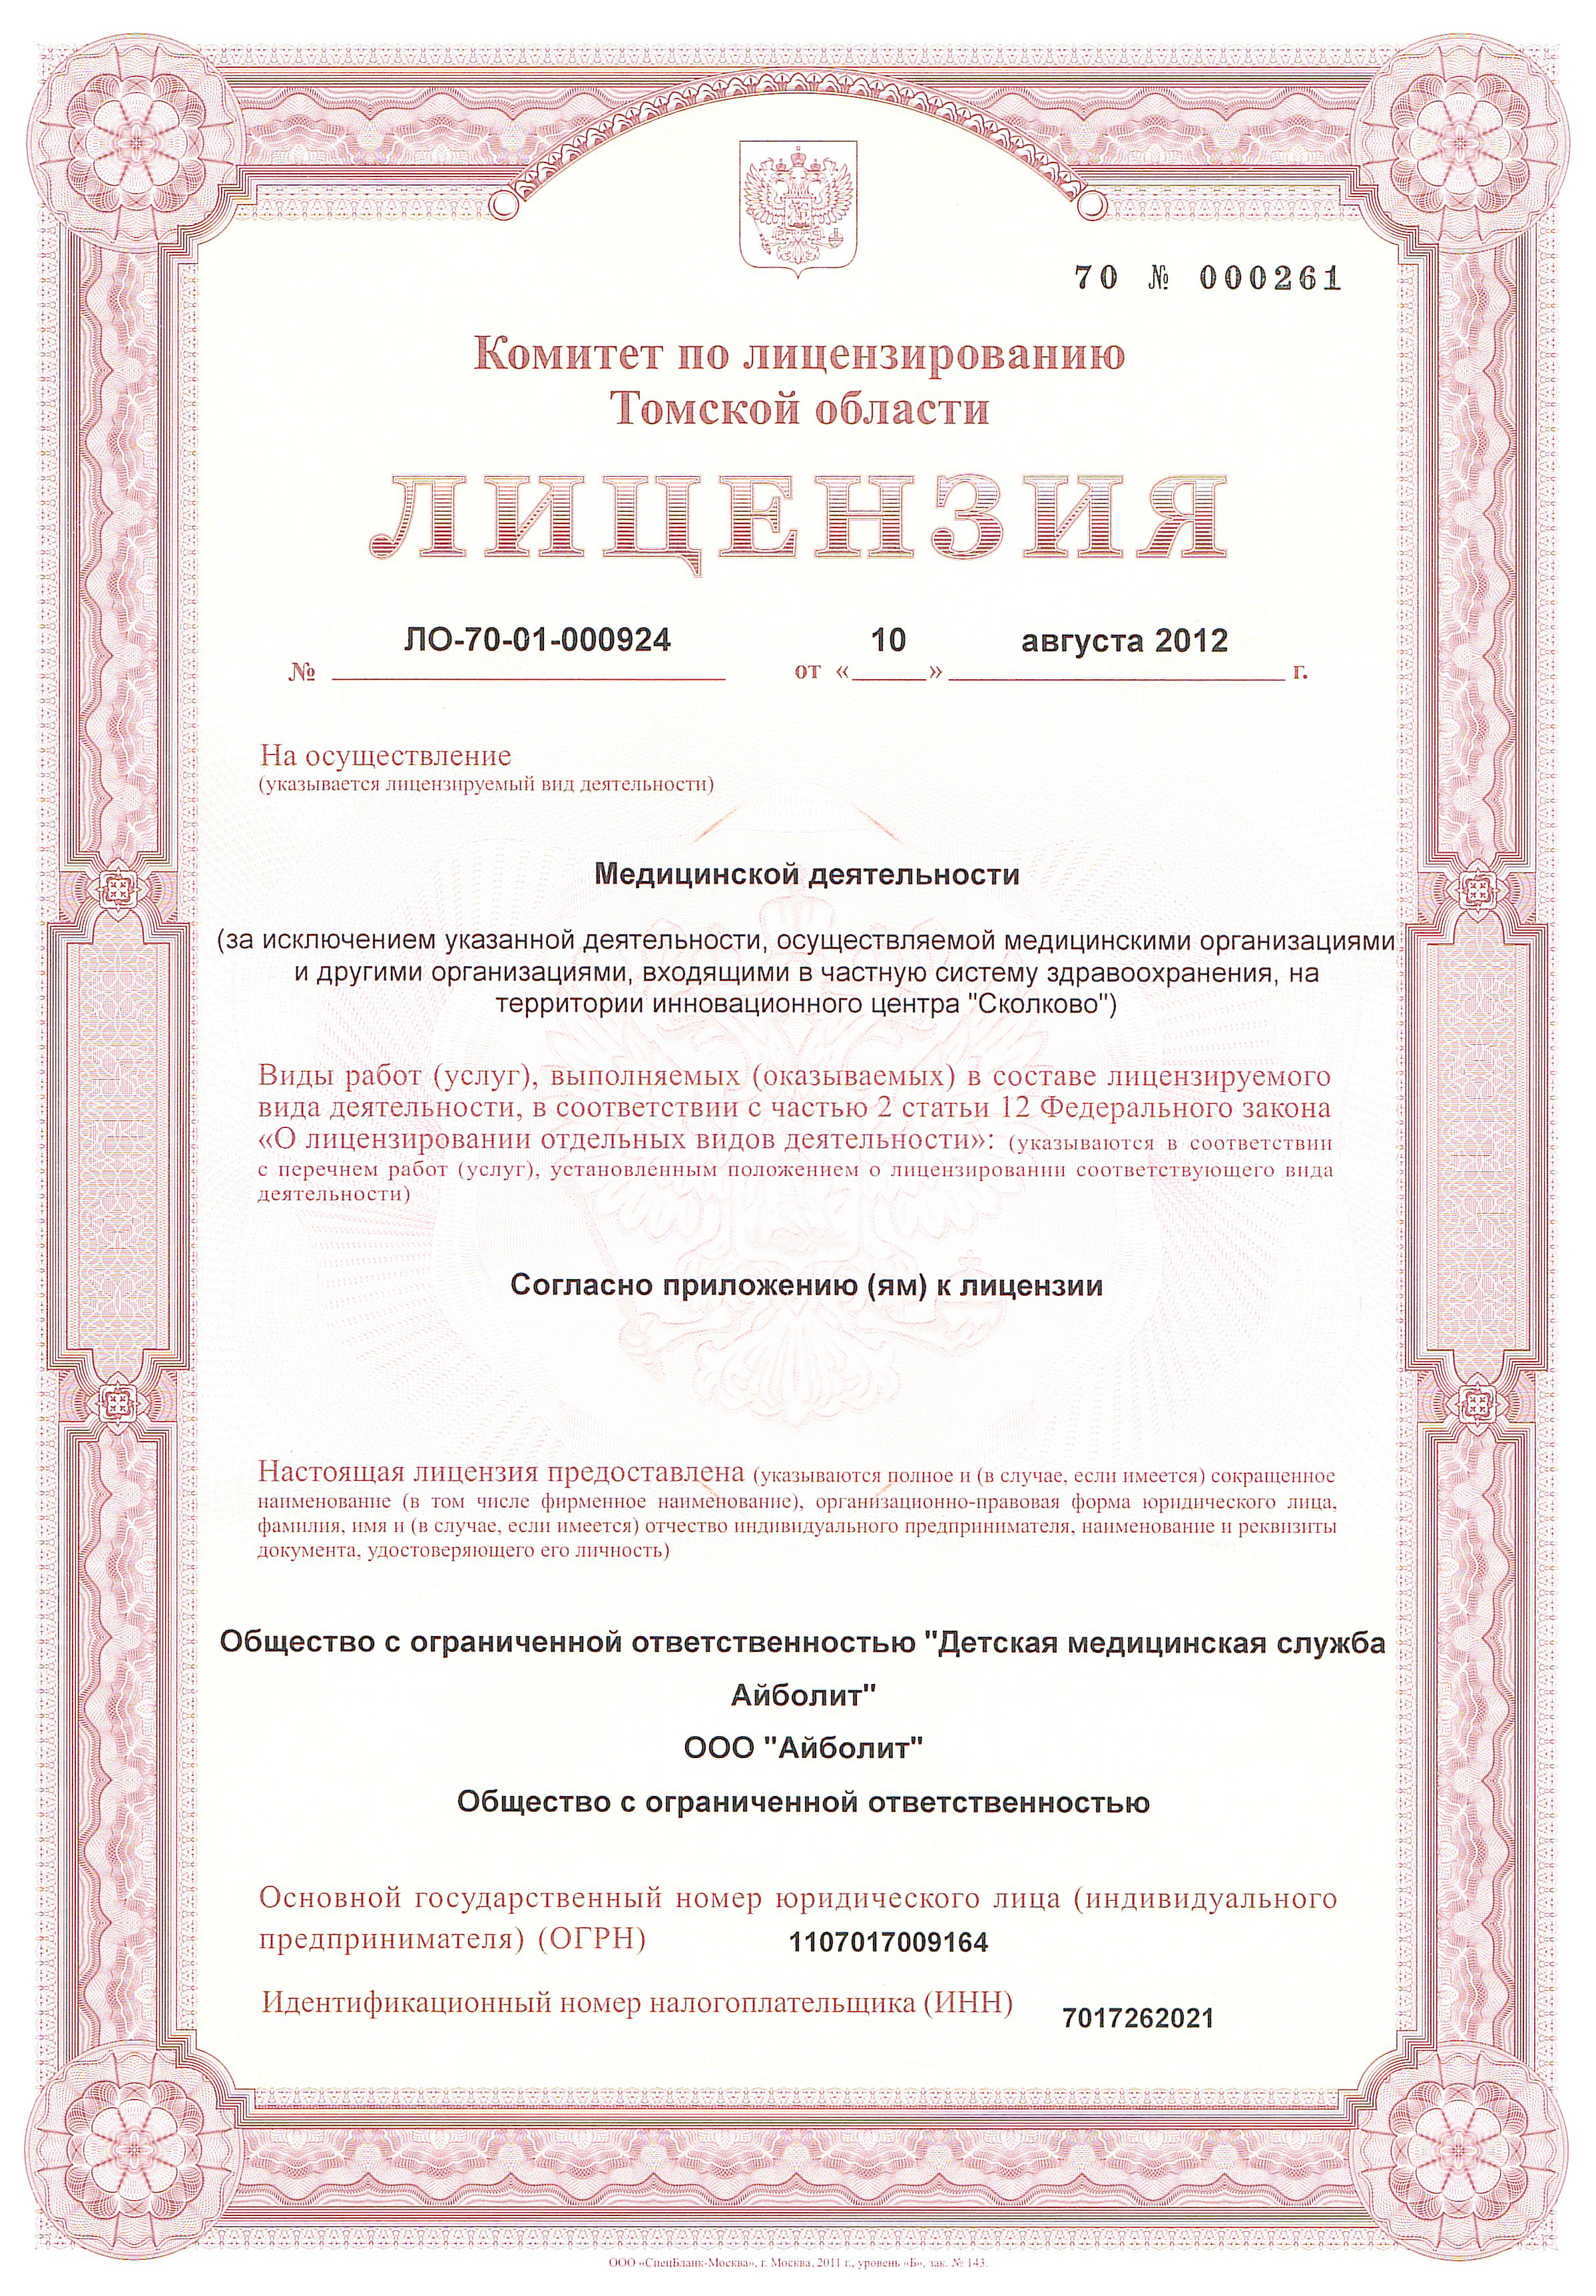 70 № 000261
Комитет по лицензированию
Томской области
ЛИЦЕНЗИЯ
ЛО-70-01-000924 10 августа 2012
№ от « » г.
На осуществление
(указывается лицензируемый вид деятельности)
Медицинской деятельности
(за исключением указанной деятельности, осуществляемой медицинскими организациями
и другими организациями, входящими в частную систему здравоохранения, на
территории инновационного центра "Сколково")
Виды работ (услуг), выполняемых (оказываемых) в составе лицензируемого
вида деятельности, в соответствии с частью 2 статьи 12 Федерального закона
«О лицензировании отдельных видов деятельности»: (указываются в соответствии
с перечнем работ (услуг), установленным положением о лицензировании соответствующего вида
деятельности)
Согласно приложению (ям) к лицензии
Настоящая лицензия предоставлена (указываются полное и (в случае, если имеется) сокращенное
наименование (в том числе фирменное наименование), организационно-правовая форма юридического лица,
фамилия, имя и (в случае, если имеется) отчество индивидуального предпринимателя, наименование и реквизиты
документа, удостоверяющего его личность)
Общество с ограниченной ответственностью "Детская медицинская служба
Айболит"
ООО "Айболит"
Общество с ограниченной ответственностью
Основной государственный номер юридического лица (индивидуального
предпринимателя) (ОГРН) 1107017009164
Идентификационный номер налогоплательщика (ИНН) 7017262021
ООО «СпецБланк-Москва», г. Москва, 2011 г., уровень «Б», зак. № 143.